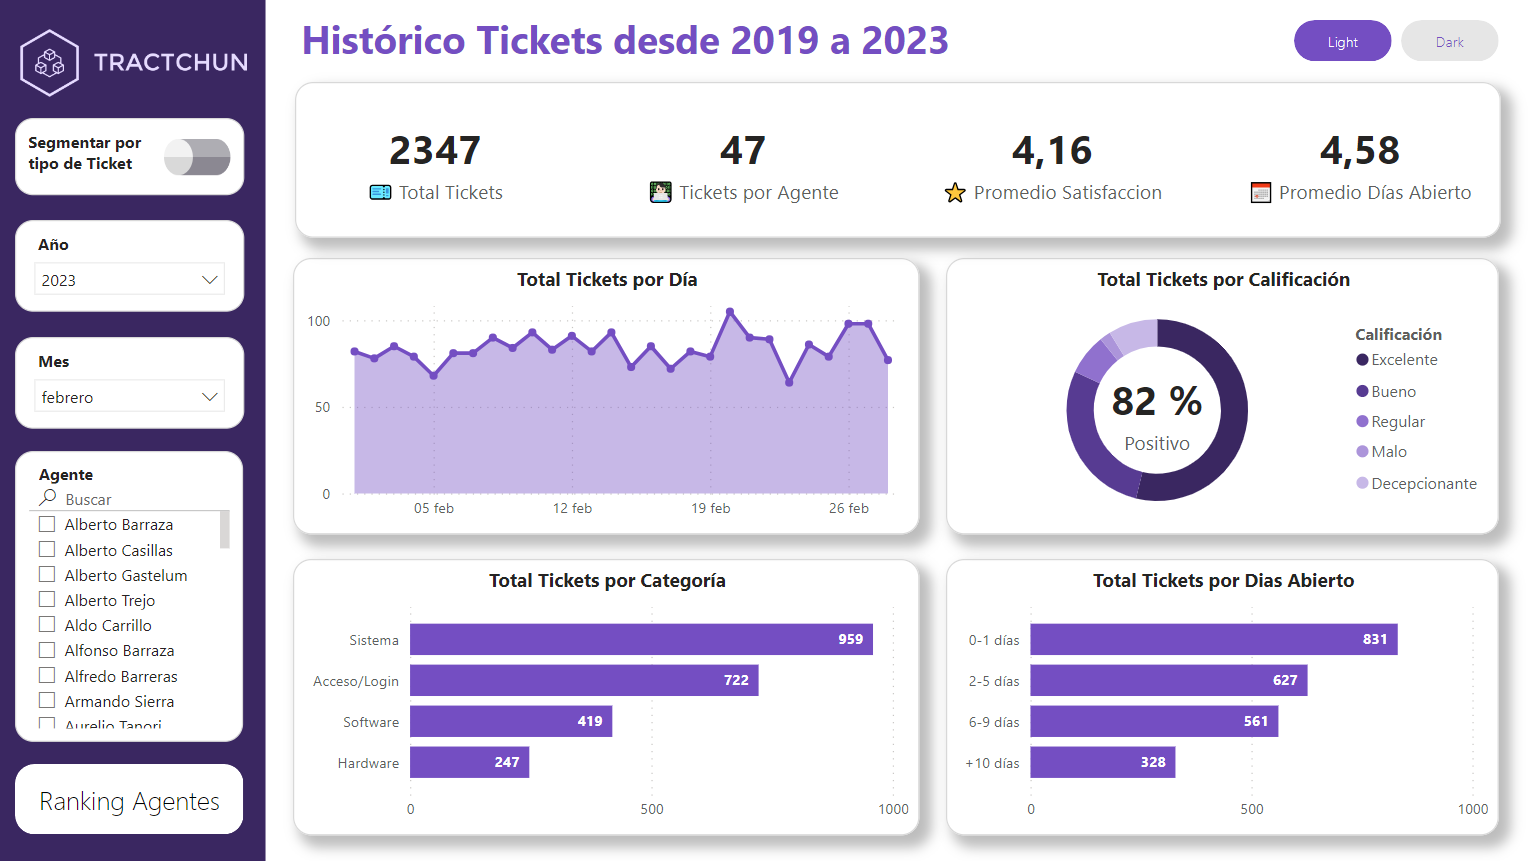 TRACTCHUN
Segmentar por
tipo de Ticket
Año
2023
Mes
febrero
Agente
Buscar
Alberto Barraza
Alberto Casillas
Alberto Gastelum
Alberto Trejo
Aldo Carrillo
Alfonso Barraza
Alfredo Barreras
Armando Sierra
Aurelio Tanori
Ranking Agentes
Histórico Tickets desde 2019 a 2023
Light
Dark
2347
Total Tickets
47
Tickets por Agente
4,16
Promedio Satisfaccion
4,58
Promedio Días Abierto
Total Tickets por Día
100
50
0
05 feb
12 feb
19 feb
26 feb
Total Tickets por Calificación
82 %
Positivo
Calificación
Excelente
Bueno
Regular
Malo
Decepcionante
Total Tickets por Categoría
Sistema 959
Acceso/Login 722
Software 419
Hardware 247
0 500 1000
Total Tickets por Dias Abierto
0-1 días 831
2-5 días 627
6-9 días 561
+10 días 328
0 500 1000